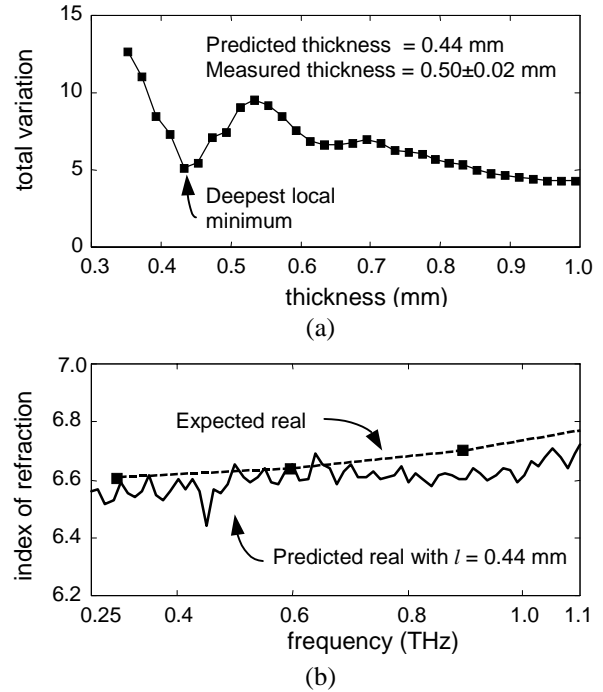 15
10
5
0
total variation
Predicted thickness = 0.44 mm
Measured thickness = 0.50±0.02 mm
Deepest local
minimum
0.3 0.4 0.5 0.6 0.7 0.8 0.9 1.0
thickness (mm)
(a)
7.0
6.8
6.6
6.4
6.2
index of refraction
Expected real
Predicted real with l = 0.44 mm
0.25 0.4 0.6 0.8 1.0 1.1
frequency (THz)
(b)